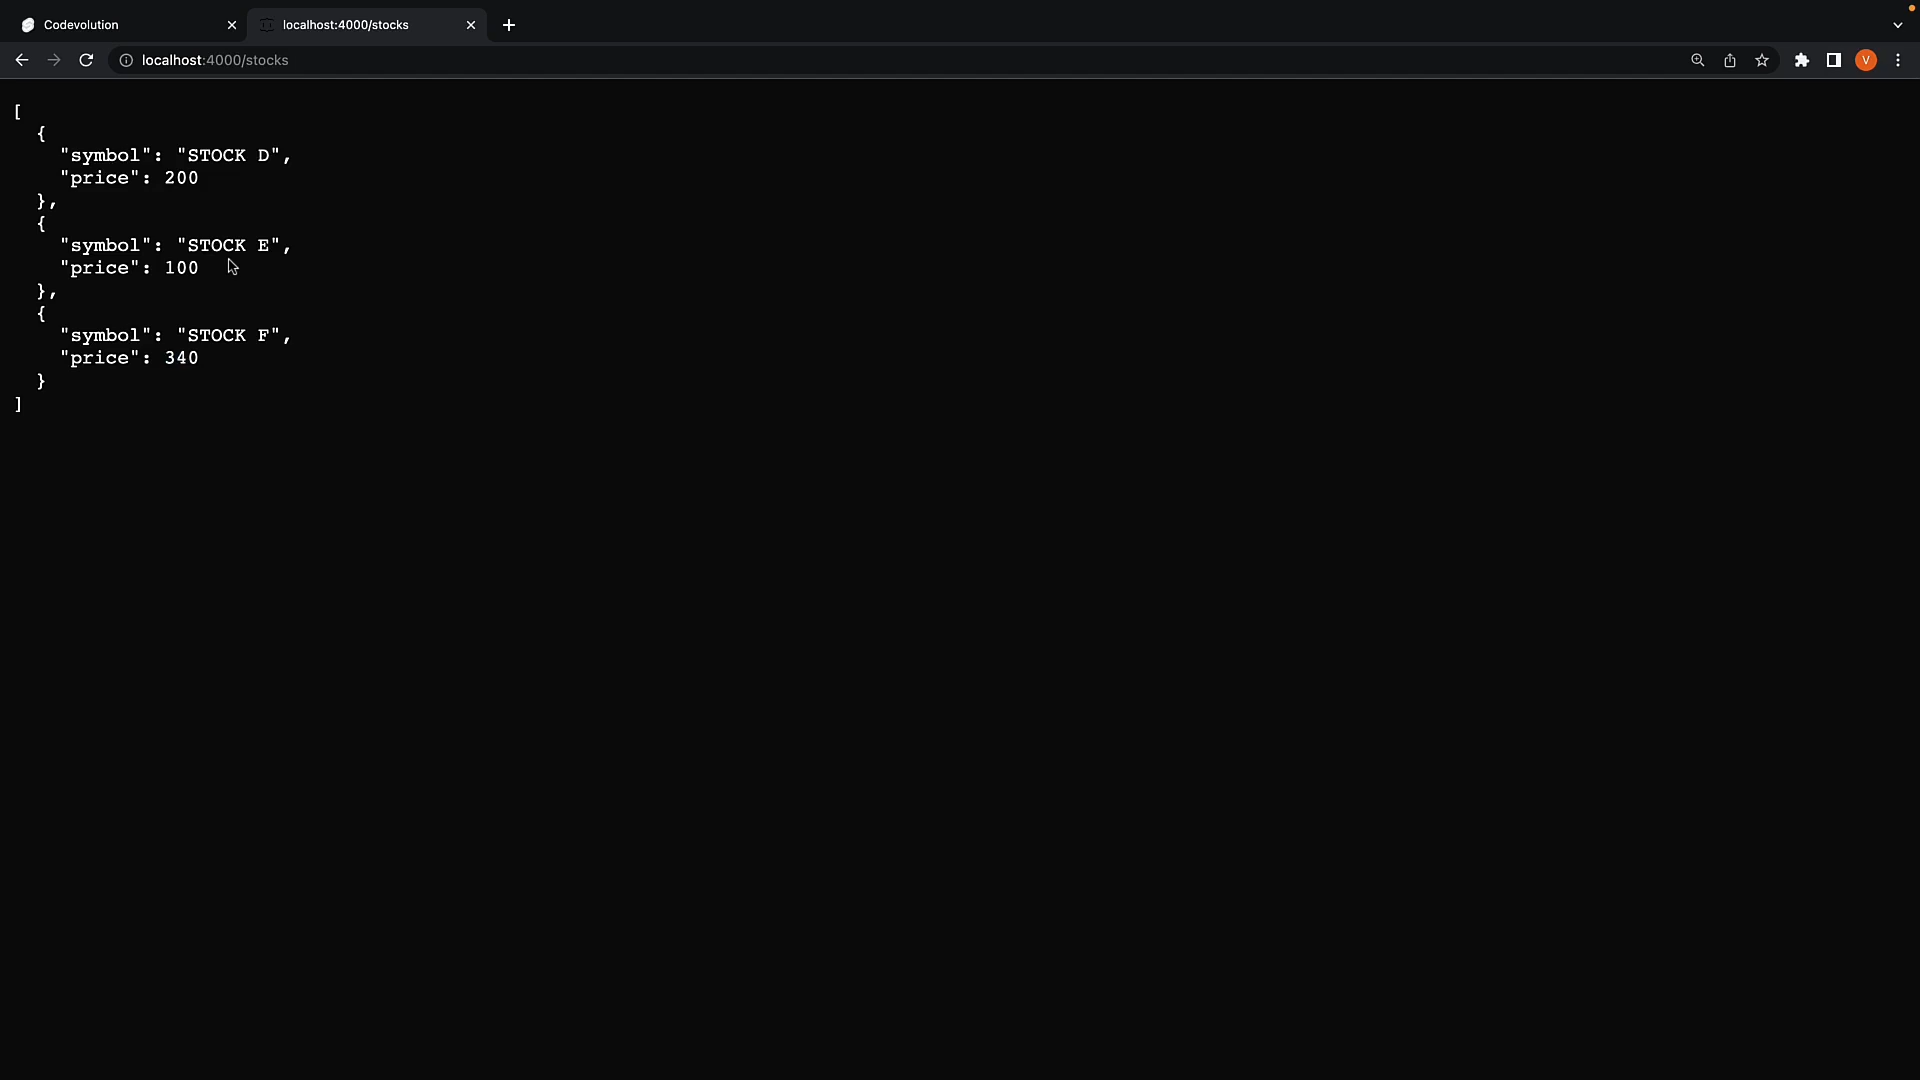 Codevolution
localhost:4000/stocks
localhost:4000/stocks
V
[
  {
    "symbol": "STOCK D",
    "price": 200
  },
  {
    "symbol": "STOCK E",
    "price": 100
  },
  {
    "symbol": "STOCK F",
    "price": 340
  }
]